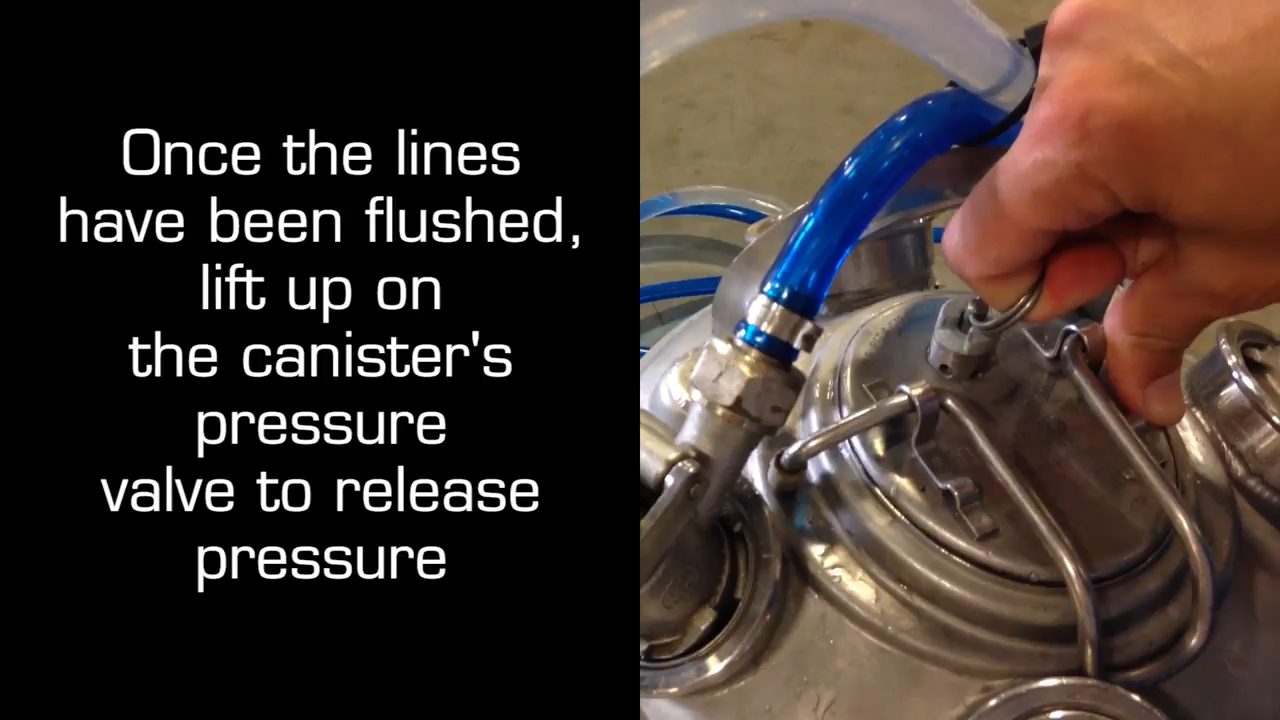 Once the lines
have been flushed,
lift up on
the canister's
pressure
valve to release
pressure